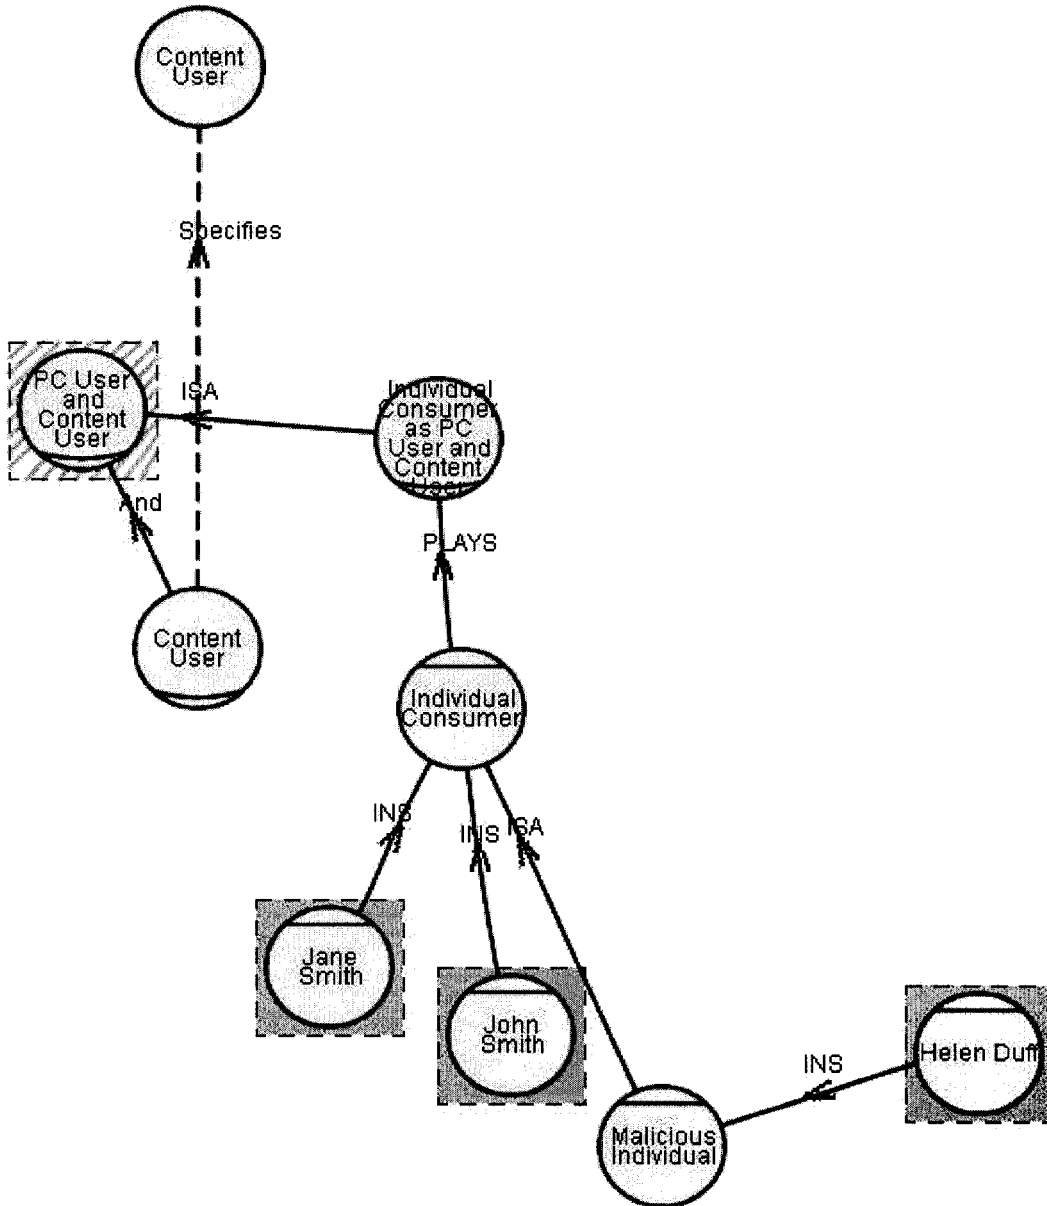 Content
User
Specifies
PC User
and
Content
User
ISA
Individual
Consumer
as PC
User and
Content
User
And
PLAYS
Content
User
Individual
Consumer
INS
INS
ISA
Jane
Smith
John
Smith
Helen Duff
INS
Malicious
Individual